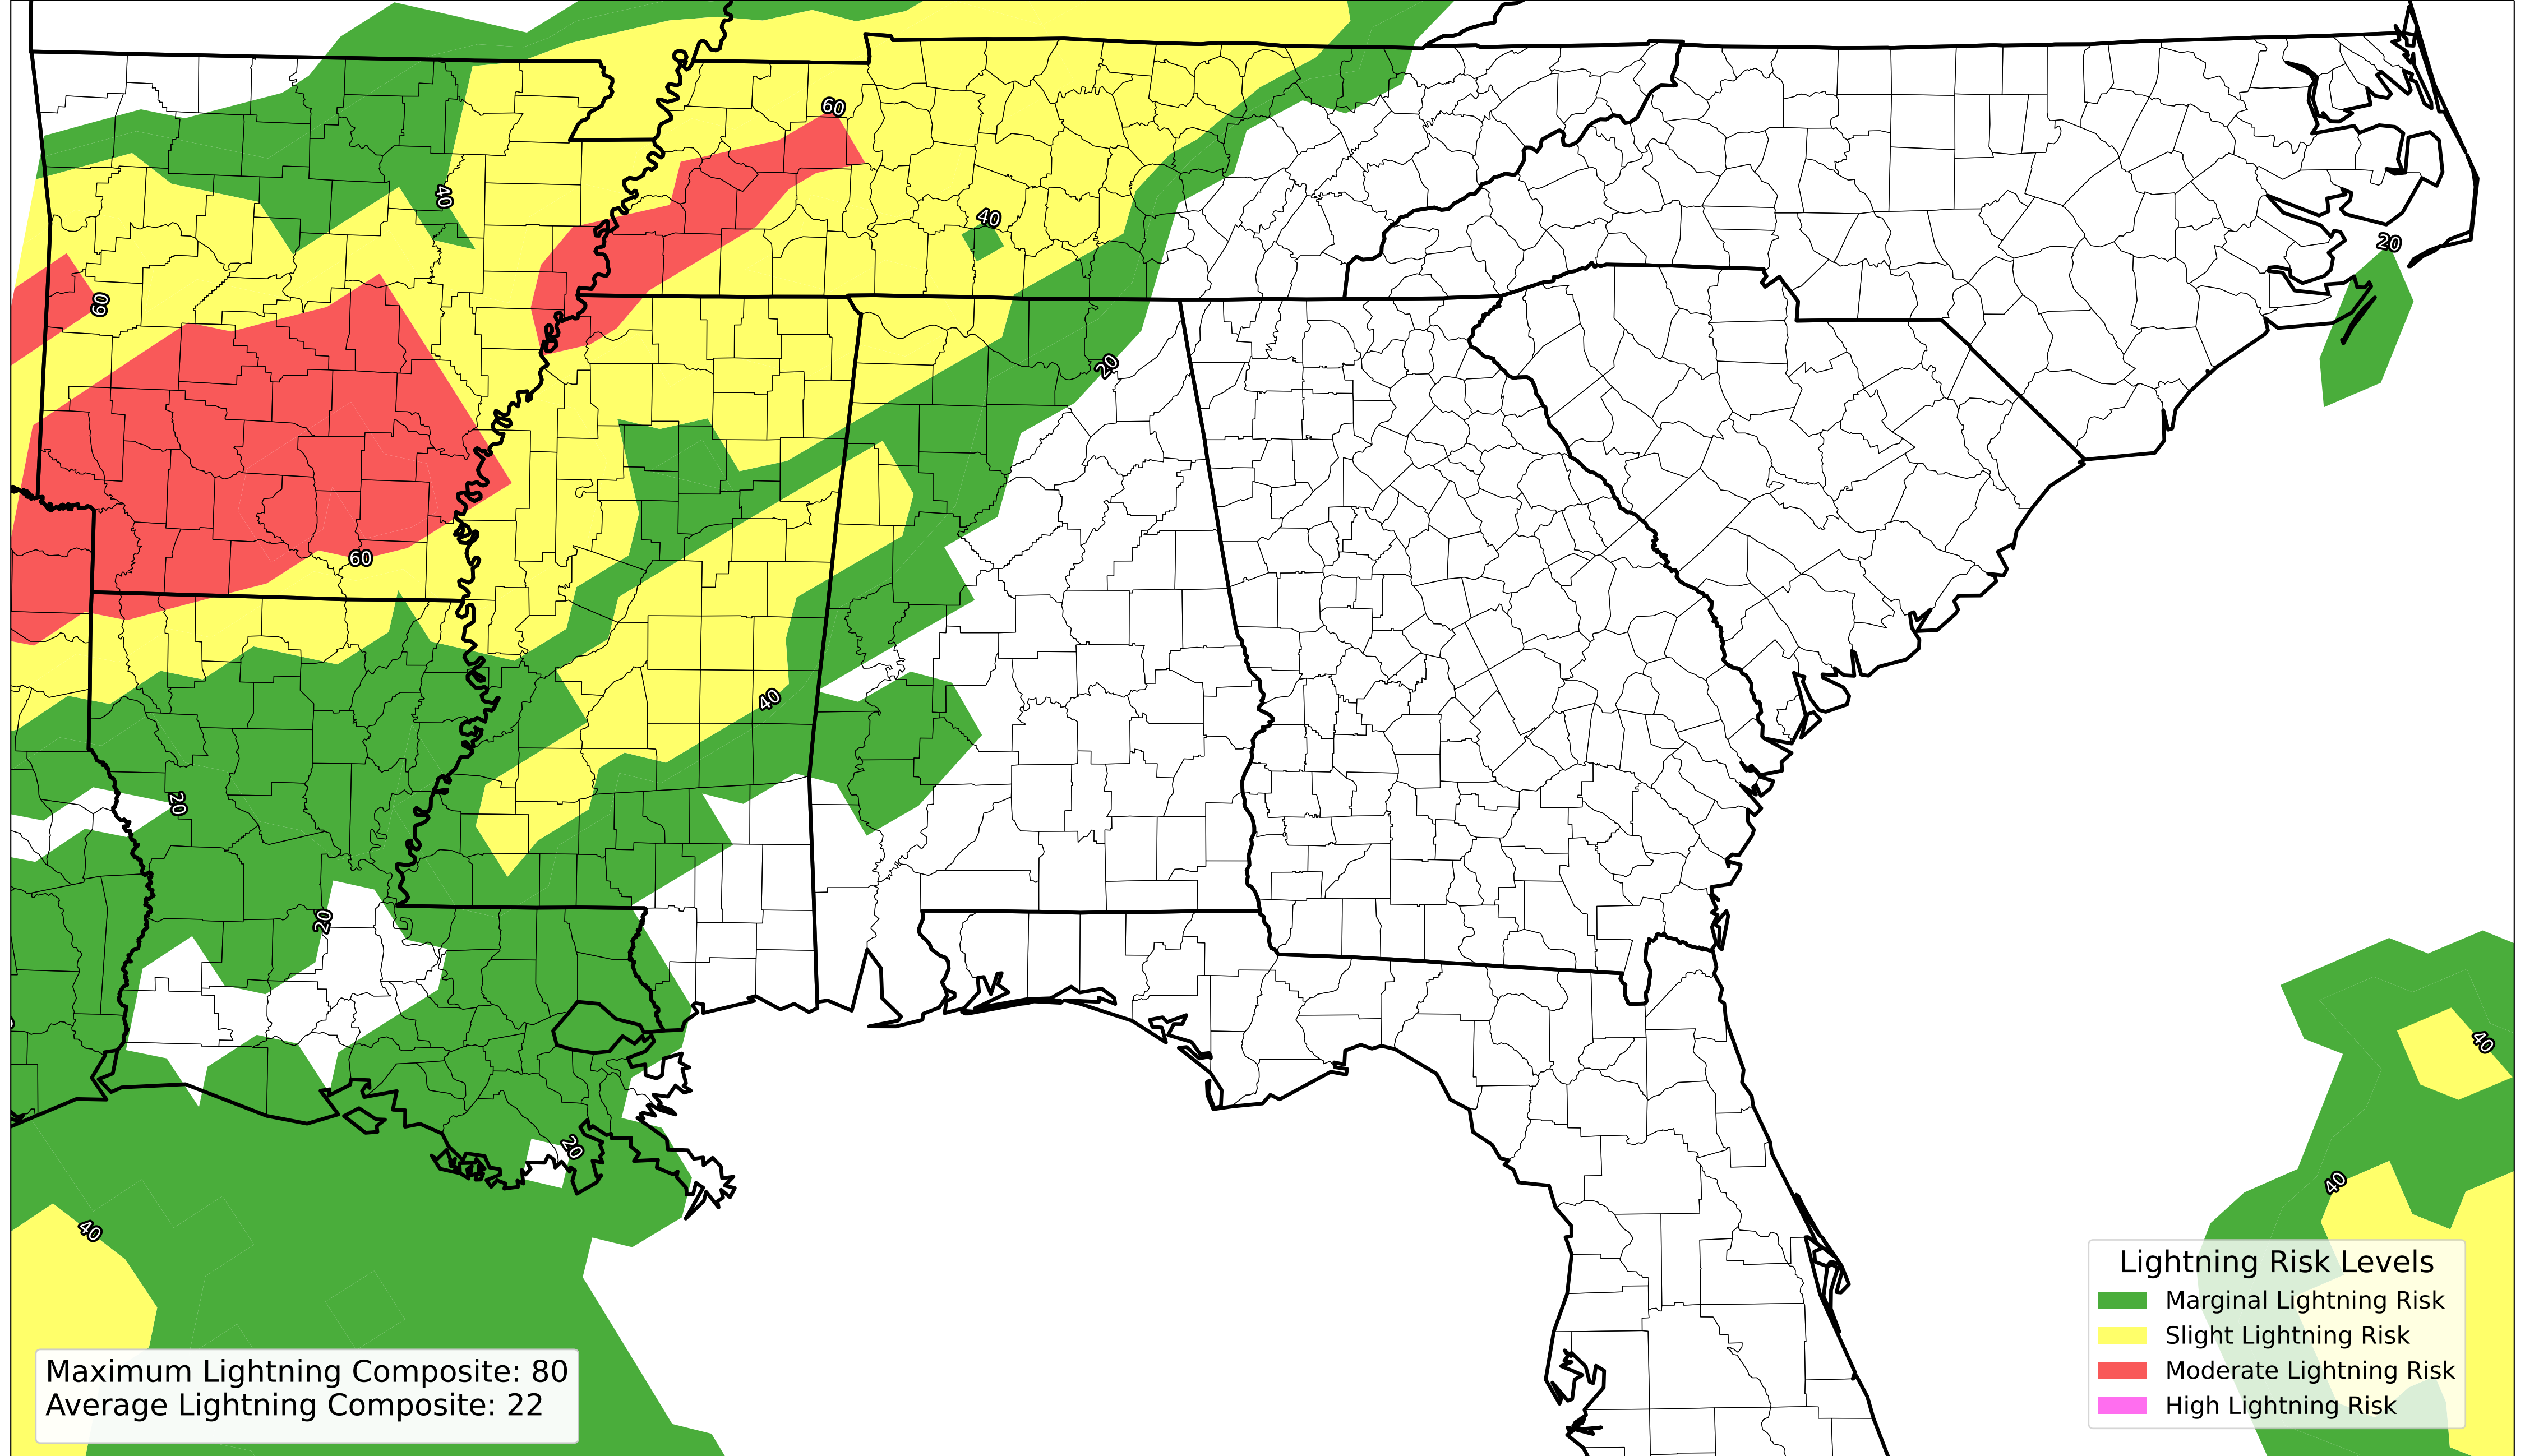 60
40
40
60
20
20
60
40
20
20
40
20
40
40
Lightning Risk Levels
Marginal Lightning Risk
Slight Lightning Risk
Moderate Lightning Risk
High Lightning Risk
Maximum Lightning Composite: 80
Average Lightning Composite: 22